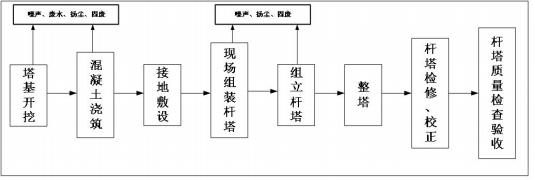 噪声、废水、扬尘、固废
噪声、扬尘、固废
塔基开挖
混凝土浇筑
接地敷设
现场组装杆塔
组立杆塔
整塔
杆塔检修、校正
杆塔质量检查验收